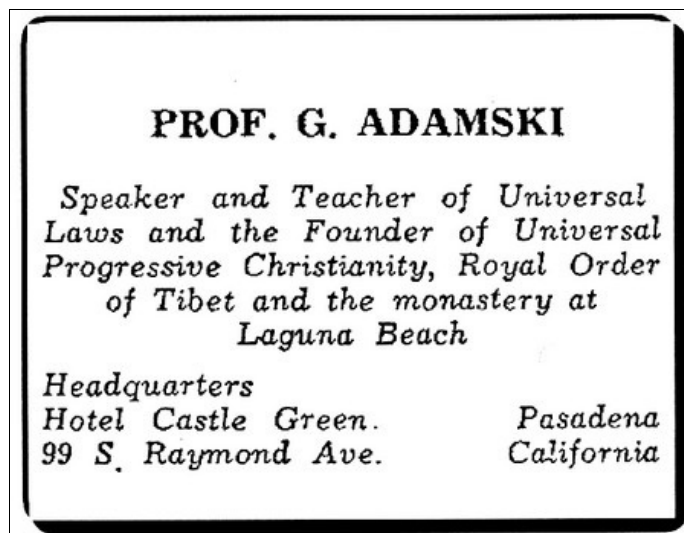 PROF. G. ADAMSKI
Speaker and Teacher of Universal
Laws and the Founder of Universal
Progressive Christianity, Royal Order
of Tibet and the monastery at
Laguna Beach
Headquarters
Hotel Castle Green. Pasadena
99 S. Raymond Ave. California